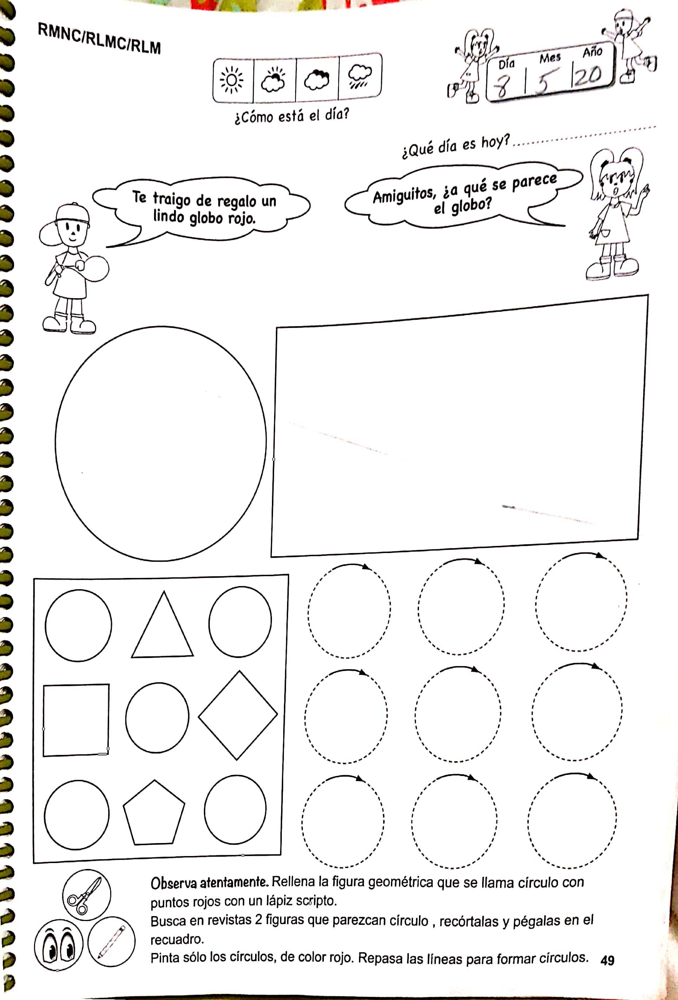 RMNC/RLMC/RLM
Día Mes Año
8 5 20
¿Cómo está el día?
¿Qué día es hoy?
Te traigo de regalo un
lindo globo rojo.
Amiguitos, ¿a qué se parece
el globo?
Observa atentamente. Rellena la figura geométrica que se llama círculo con
puntos rojos con un lápiz scripto.
Busca en revistas 2 figuras que parezcan círculo , recórtalas y pégalas en el
recuadro.
Pinta sólo los círculos, de color rojo. Repasa las líneas para formar círculos.
49